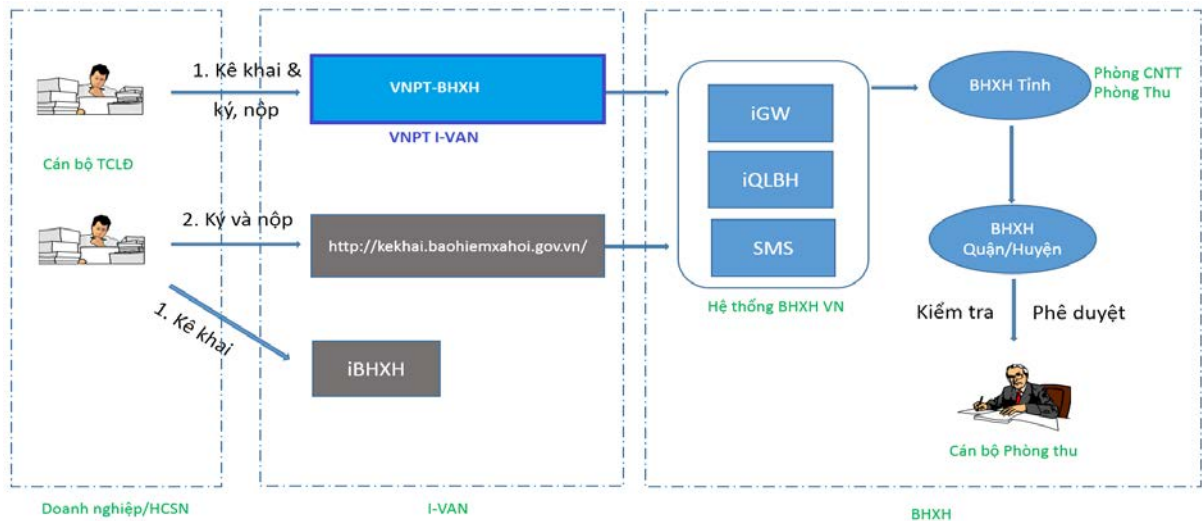 1. Kê khai &
ký, nộp
VNPT-BHXH
VNPT I-VAN
Cán bộ TCLĐ
2. Ký và nộp
http://kekhai.baohiemxahoi.gov.vn/
1. Kê khai
iBHXH
iGW
iQLBH
SMS
Hệ thống BHXH VN
BHXH Tỉnh
Phòng CNTT
Phòng Thu
BHXH
Quận/Huyện
Kiểm tra
Phê duyệt
Cán bộ Phòng thu
Doanh nghiệp/HCSN
I-VAN
BHXH